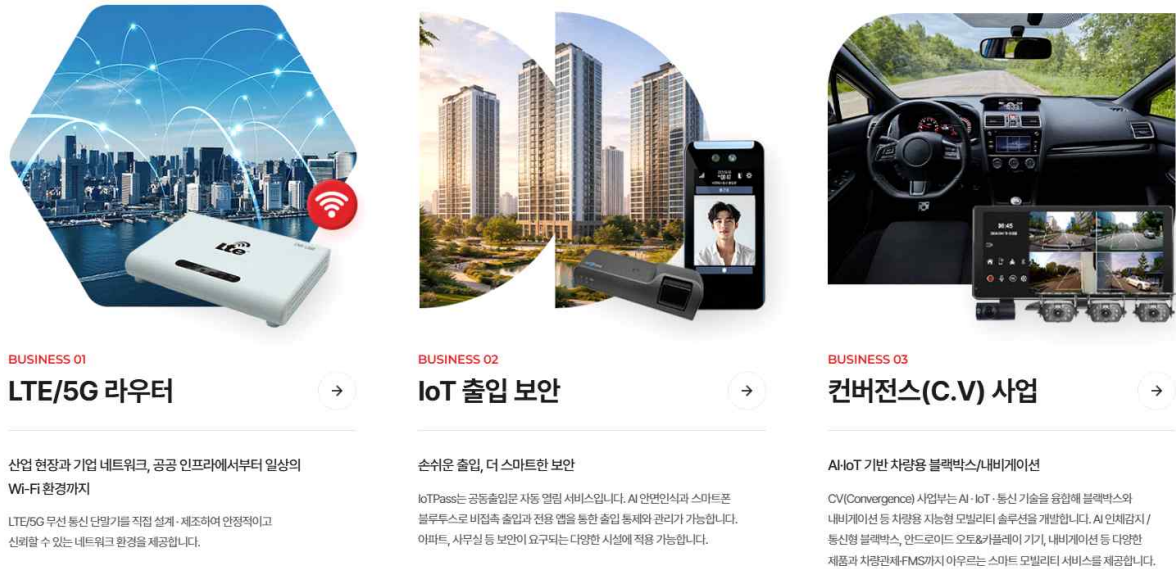 Lte
BUSINESS 01
LTE/5G 라우터
산업 현장과 기업 네트워크, 공공 인프라에서부터 일상의
Wi-Fi 환경까지
LTE/5G 무선 통신 단말기를 직접 설계 · 제조하여 안정적이고
신뢰할 수 있는 네트워크 환경을 제공합니다.
BUSINESS 02
IoT 출입 보안
손쉬운 출입, 더 스마트한 보안
IoTPass는 공동출입문 자동 열림 서비스입니다. AI 안면인식과 스마트폰
블루투스로 비접촉 출입과 전용 앱을 통한 출입 통제와 관리가 가능합니다.
아파트, 사무실 등 보안이 요구되는 다양한 시설에 적용 가능합니다.
00:45
BUSINESS 03
컨버전스(C.V) 사업
AI·IoT 기반 차량용 블랙박스/내비게이션
CV(Convergence) 사업부는 AI · IoT · 통신 기술을 융합해 블랙박스와
내비게이션 등 차량용 지능형 모빌리티 솔루션을 개발합니다. AI 인체감지 /
통신형 블랙박스, 안드로이드 오토&카플레이 기기, 내비게이션 등 다양한
제품과 차량관제·FMS까지 아우르는 스마트 모빌리티 서비스를 제공합니다.